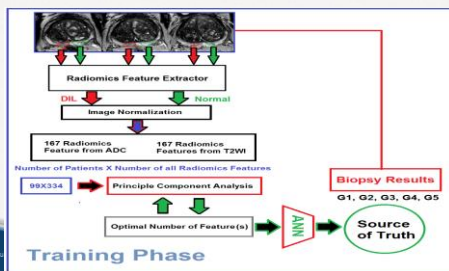 Radiomics Feature Extractor
DIL
Normal
Image Normalization
167 Radiomics
Feature from ADC
167 Radiomics
Features from T2WI
Number of Patients X Number of all Radiomics Features
99X334
Principle Component Analysis
Optimal Number of Feature(s)
ANN
Biopsy Results
G1, G2, G3, G4, G5
Source
of Truth
Training Phase